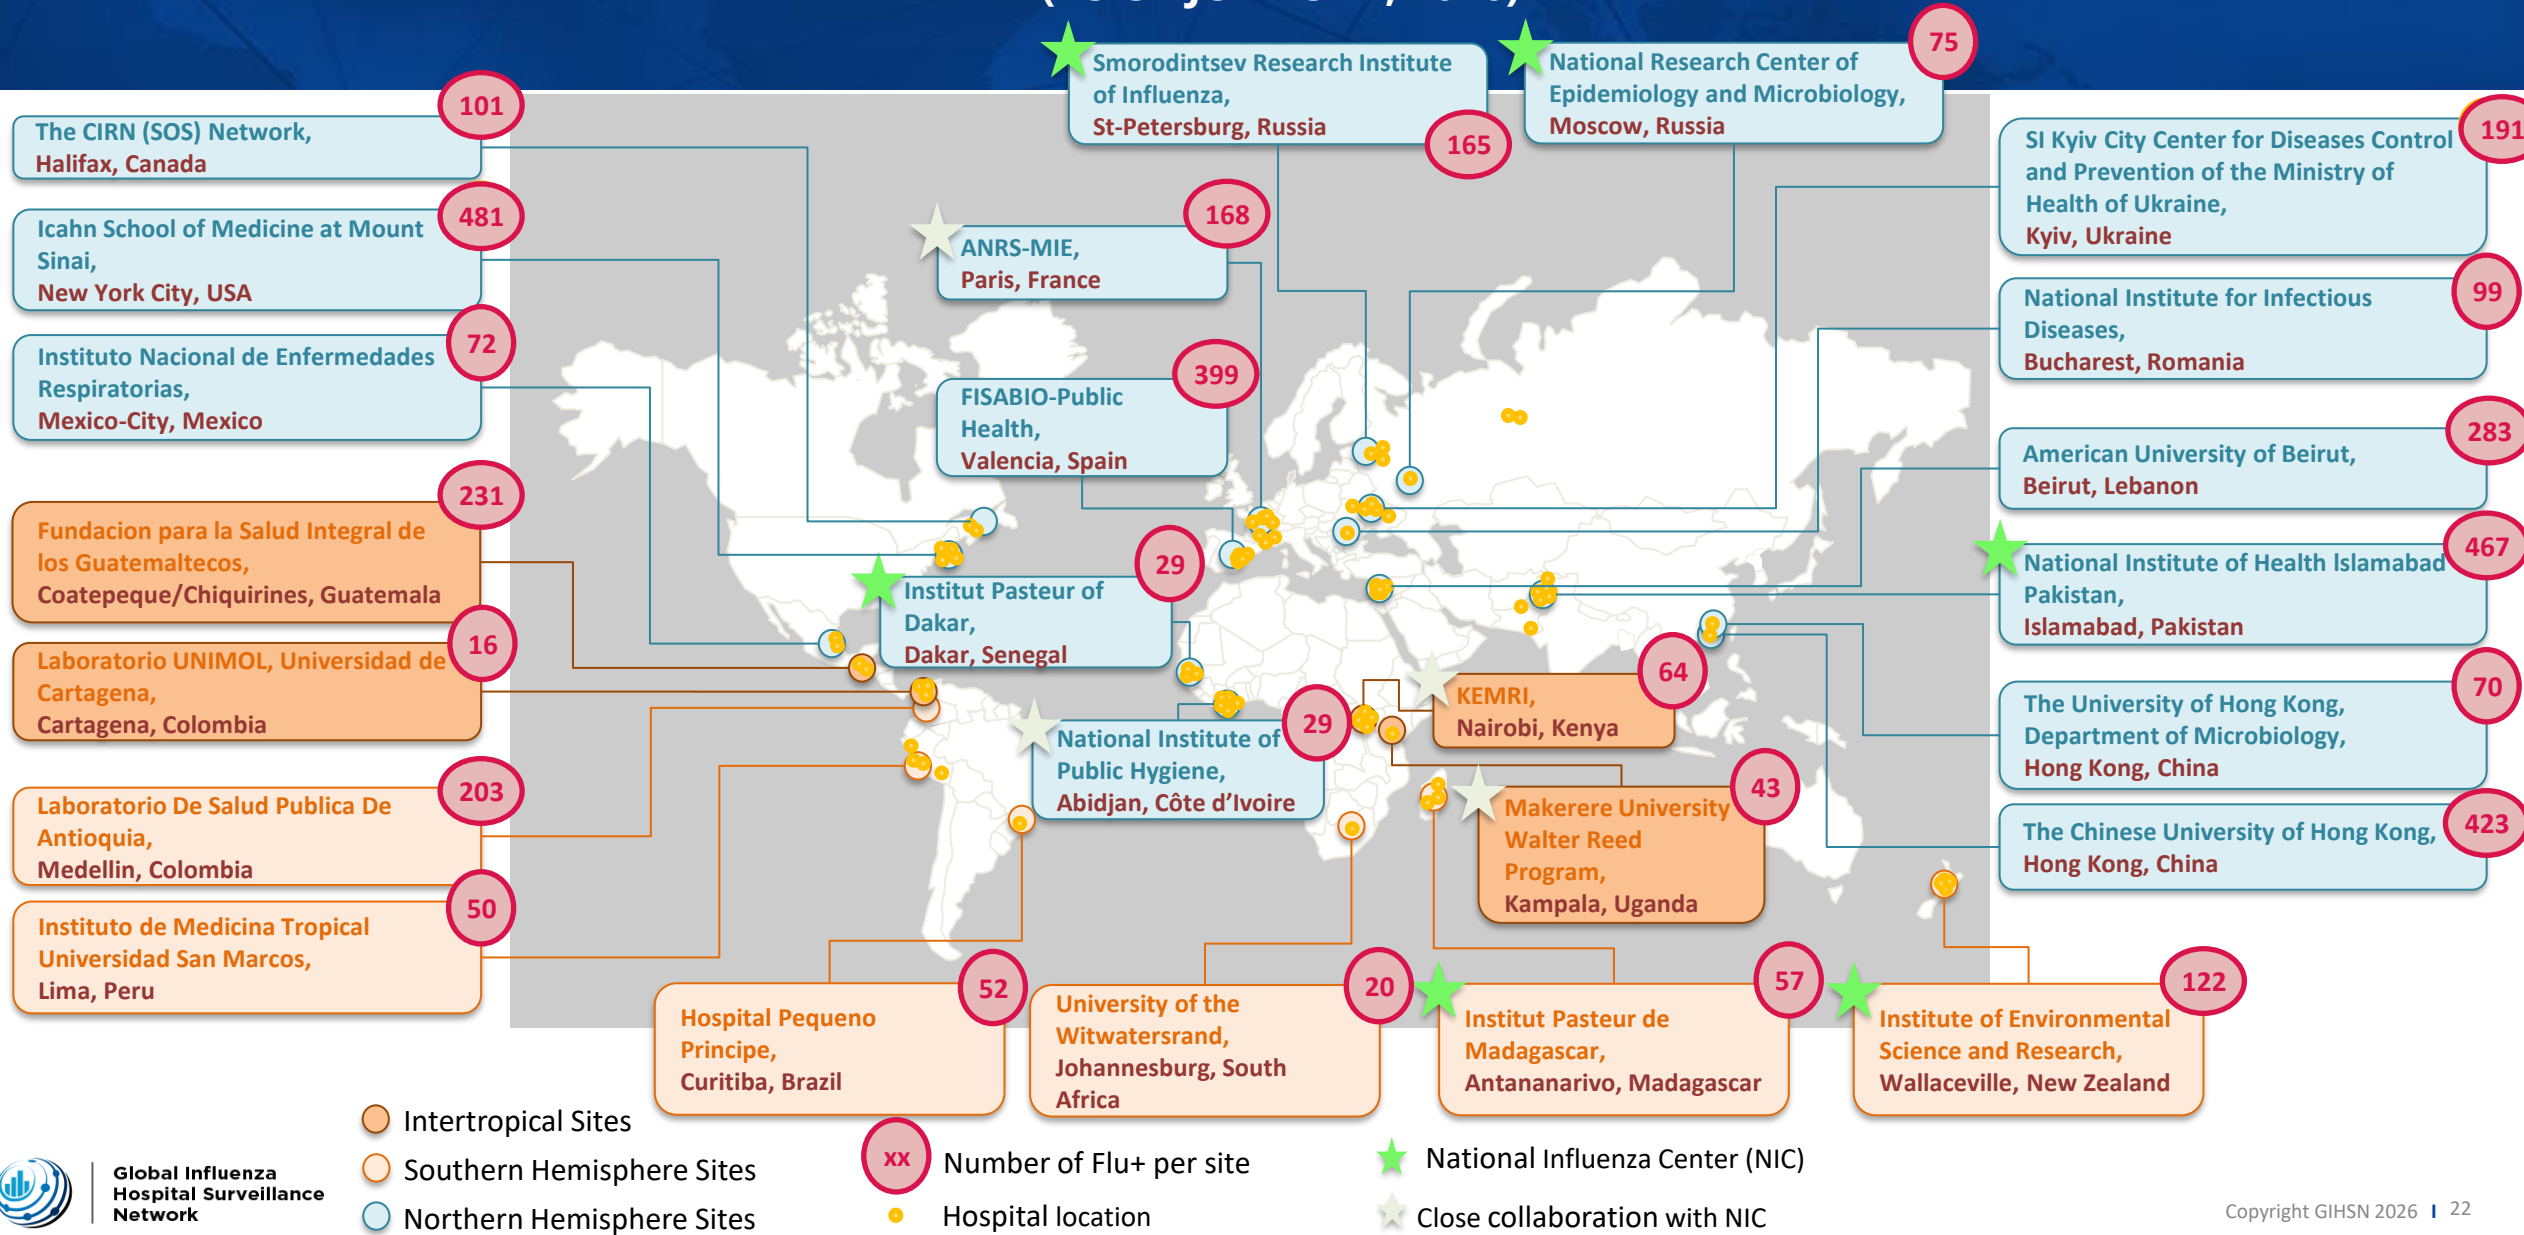 75
Smorodintsev Research Institute
of Influenza,
St-Petersburg, Russia
165
National Research Center of
Epidemiology and Microbiology,
Moscow, Russia
101
The CIRN (SOS) Network,
Halifax, Canada
481
Icahn School of Medicine at Mount
Sinai,
New York City, USA
72
Instituto Nacional de Enfermedades
Respiratorias,
Mexico-City, Mexico
231
Fundacion para la Salud Integral de
los Guatemaltecos,
Coatepeque/Chiquirines, Guatemala
16
Laboratorio UNIMOL, Universidad de
Cartagena,
Cartagena, Colombia
203
Laboratorio De Salud Publica De
Antioquia,
Medellin, Colombia
50
Instituto de Medicina Tropical
Universidad San Marcos,
Lima, Peru
168
ANRS-MIE,
Paris, France
399
FISABIO-Public
Health,
Valencia, Spain
29
Institut Pasteur of
Dakar,
Dakar, Senegal
29
National Institute of
Public Hygiene,
Abidjan, Côte d’Ivoire
64
KEMRI,
Nairobi, Kenya
43
Makerere University
Walter Reed
Program,
Kampala, Uganda
191
SI Kyiv City Center for Diseases Control
and Prevention of the Ministry of
Health of Ukraine,
Kyiv, Ukraine
99
National Institute for Infectious
Diseases,
Bucharest, Romania
283
American University of Beirut,
Beirut, Lebanon
467
National Institute of Health Islamabad
Pakistan,
Islamabad, Pakistan
70
The University of Hong Kong,
Department of Microbiology,
Hong Kong, China
423
The Chinese University of Hong Kong,
Hong Kong, China
52
Hospital Pequeno
Principe,
Curitiba, Brazil
20
University of the
Witwatersrand,
Johannesburg, South
Africa
57
Institut Pasteur de
Madagascar,
Antananarivo, Madagascar
122
Institute of Environmental
Science and Research,
Wallaceville, New Zealand
Intertropical Sites
Southern Hemisphere Sites
Northern Hemisphere Sites
xx
Number of Flu+ per site
Hospital location
National Influenza Center (NIC)
Close collaboration with NIC
Global Influenza
Hospital Surveillance
Network
Copyright GIHSN 2026 I 22